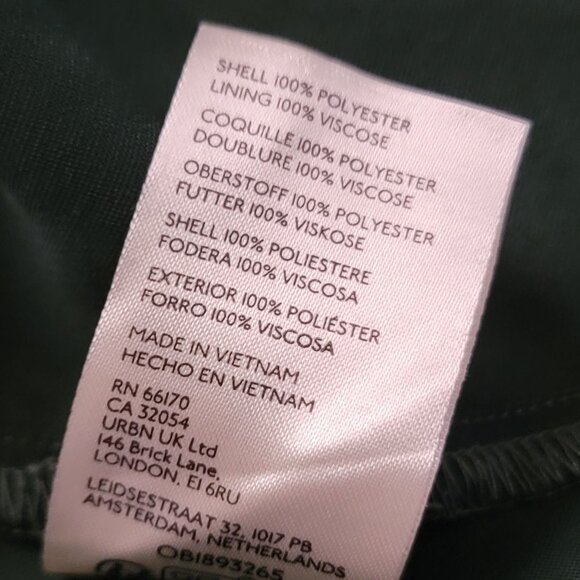 SHELL 100% POLYESTER
LINING 100% VISCOSE
COQUILLE 100% POLYESTER
DOUBLURE 100% VISCOSE
OBERSTOFF 100% POLYESTER
FUTTER 100% VISKOSE
SHELL 100% POLIESTERE
FODERA 100% VISCOSA
EXTERIOR 100% POLIÉSTER
FORRO 100% VISCOSA
MADE IN VIETNAM
HECHO EN VIETNAM
RN 66170
CA 32054
URBN UK Ltd
146 Brick Lane,
LONDON, E1 6RU
LEIDSESTRAAT 32, 1017 PB
AMSTERDAM, NETHERLANDS
OB1893265